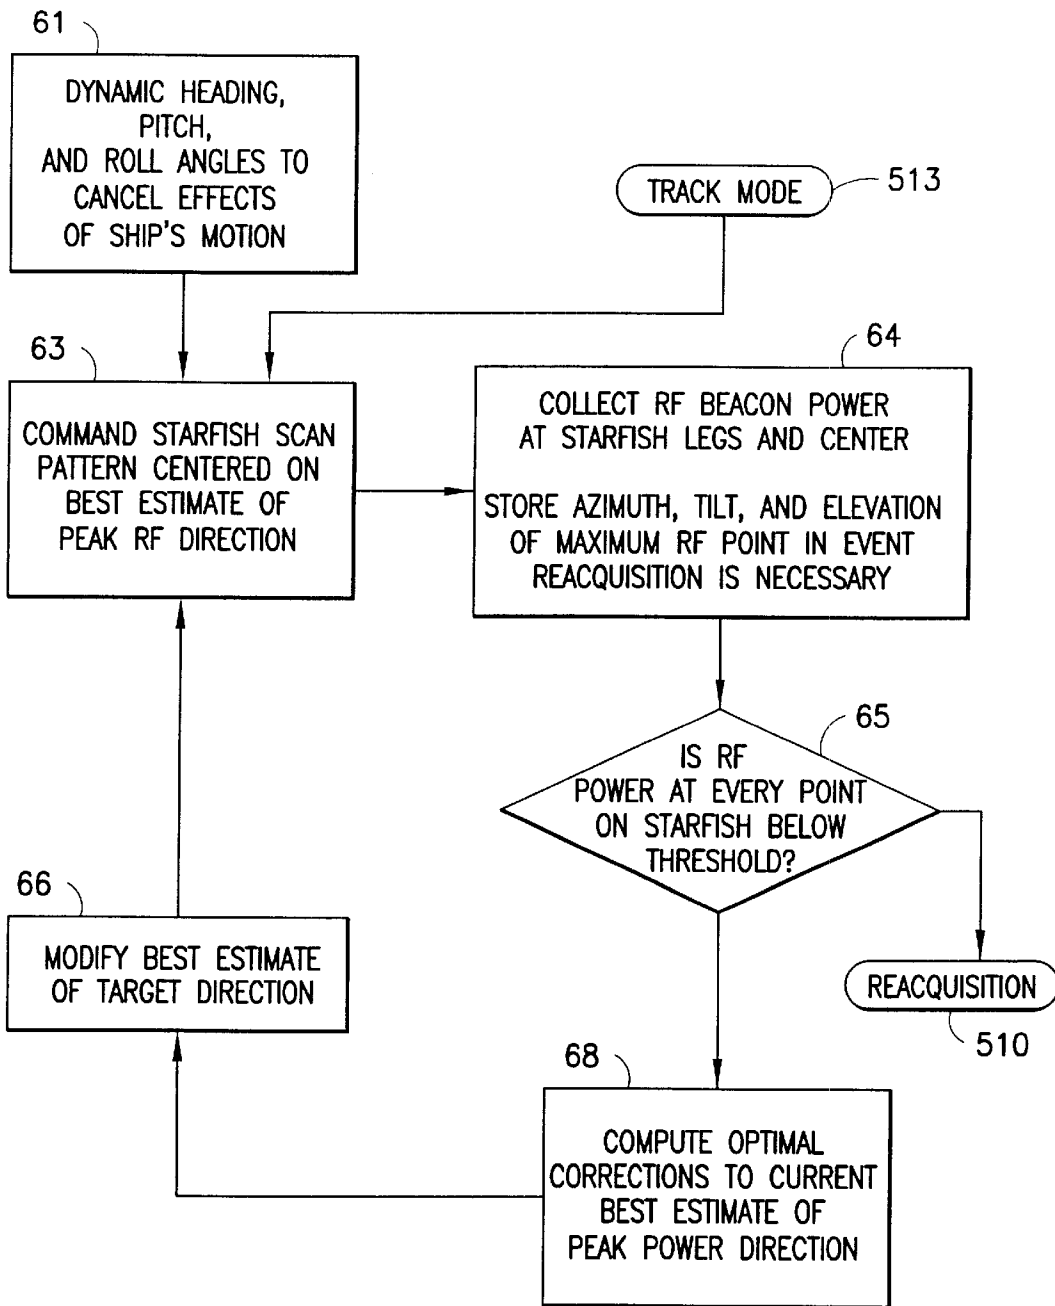 61
DYNAMIC HEADING,
PITCH,
AND ROLL ANGLES TO
CANCEL EFFECTS
OF SHIP'S MOTION
TRACK MODE
513
63
COMMAND STARFISH SCAN
PATTERN CENTERED ON
BEST ESTIMATE OF
PEAK RF DIRECTION
64
COLLECT RF BEACON POWER
AT STARFISH LEGS AND CENTER
STORE AZIMUTH, TILT, AND ELEVATION
OF MAXIMUM RF POINT IN EVENT
REACQUISITION IS NECESSARY
65
IS RF
POWER AT EVERY POINT
ON STARFISH BELOW
THRESHOLD?
66
MODIFY BEST ESTIMATE
OF TARGET DIRECTION
REACQUISITION
510
68
COMPUTE OPTIMAL
CORRECTIONS TO CURRENT
BEST ESTIMATE OF
PEAK POWER DIRECTION